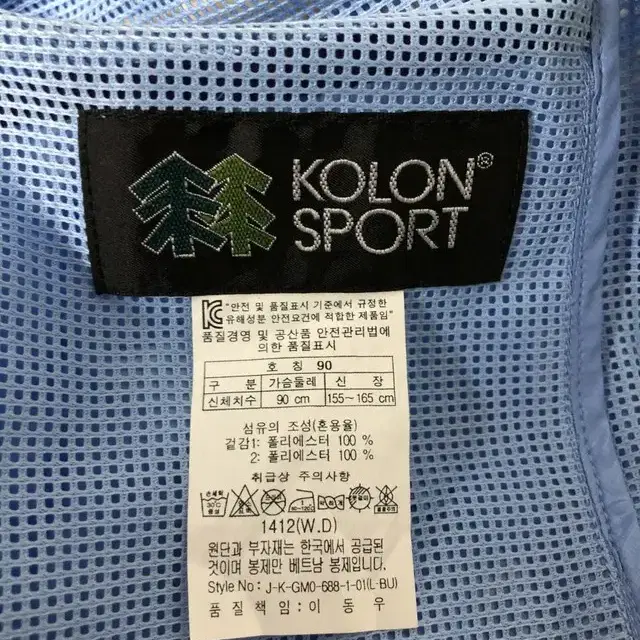 KOLON®
SPORT
"안전 및 품질표시 기준에서 규정한
유해성분 안전요건에 적합한 제품임"
품질경영 및 공산품 안전관리법에
의한 품질표시
호 칭 90
구 분 가슴둘레 신 장
신체치수 90 cm 155~165 cm
섬유의 조성(혼용율)
겉감1: 폴리에스터 100 %
2: 폴리에스터 100 %
취급상 주의사항
1412(W.D)
원단과 부자재는 한국에서 공급된
것이며 봉제만 베트남 봉제입니다.
Style No : J-K-GM0-688-1-01(L-BU)
품 질 책 임 : 이 동 우